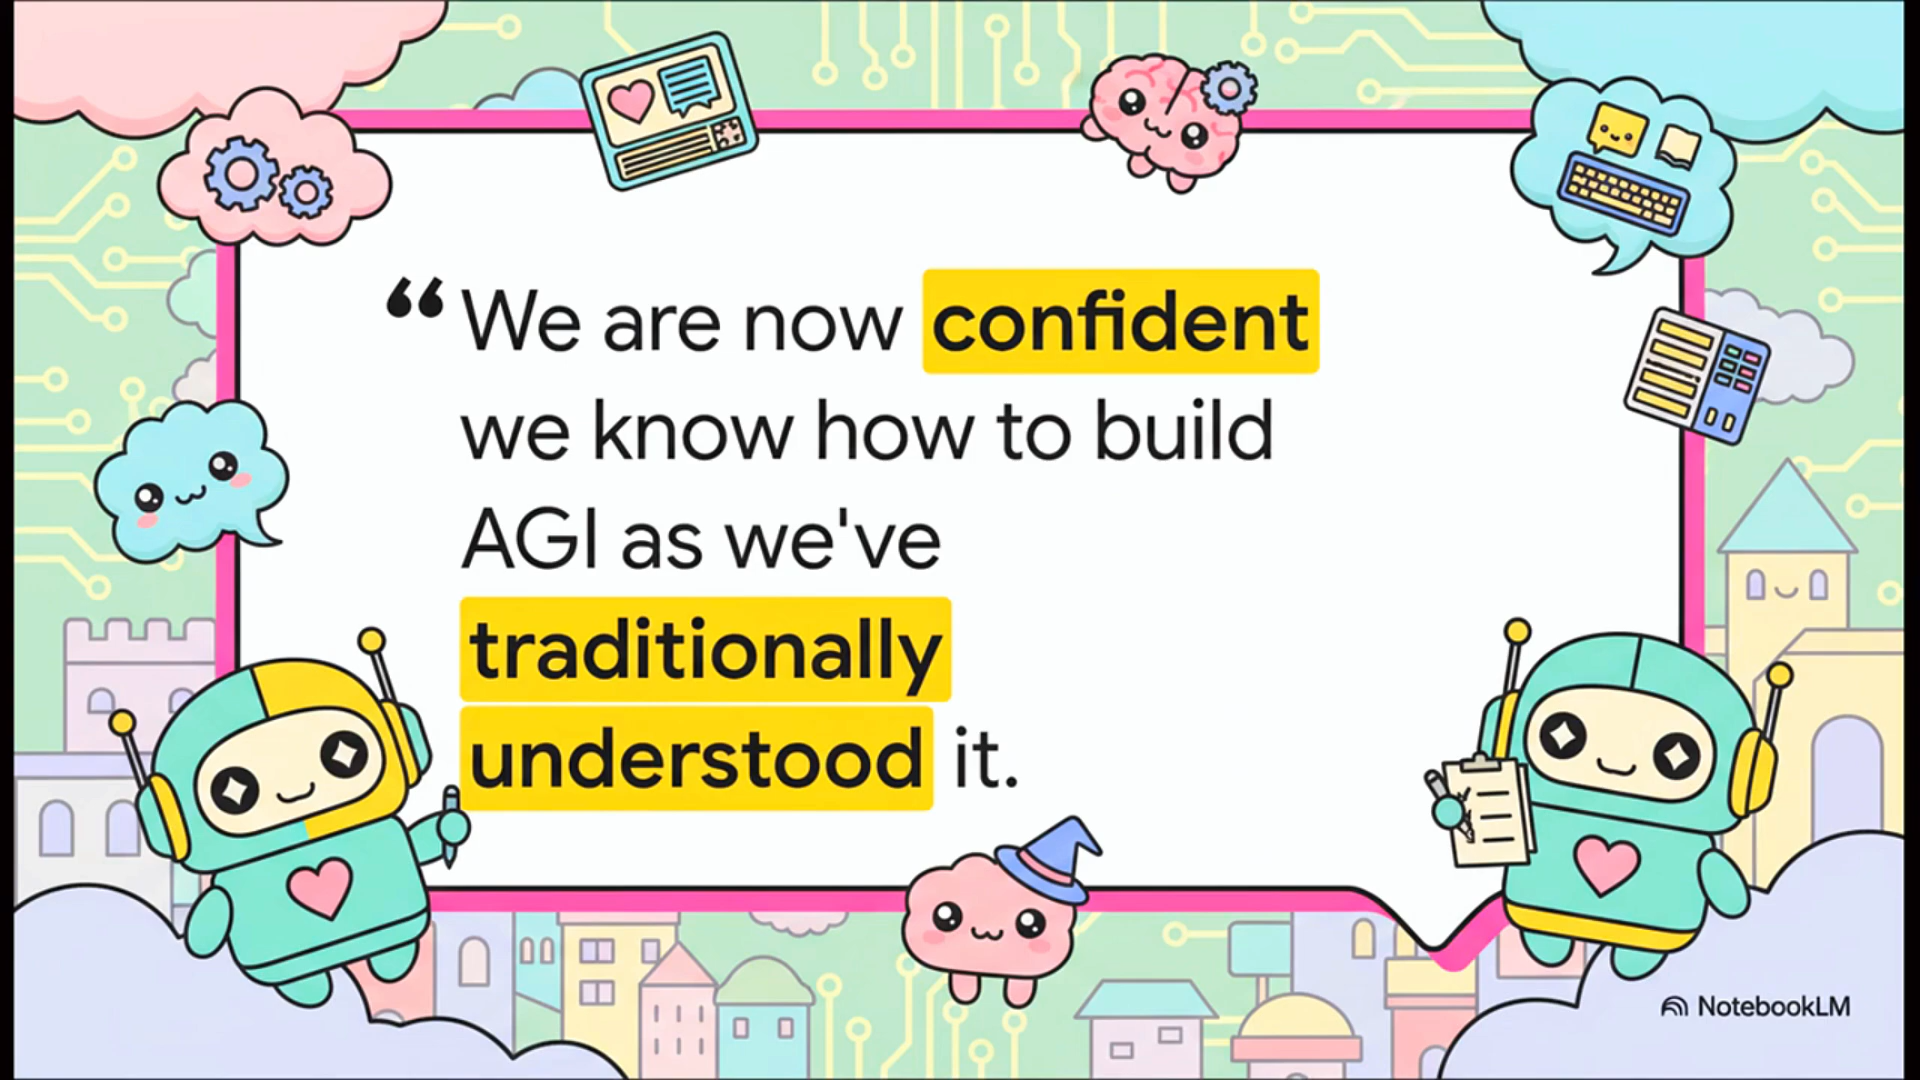 “We are now confident
we know how to build
AGI as we've
traditionally
understood it.
NotebookLM